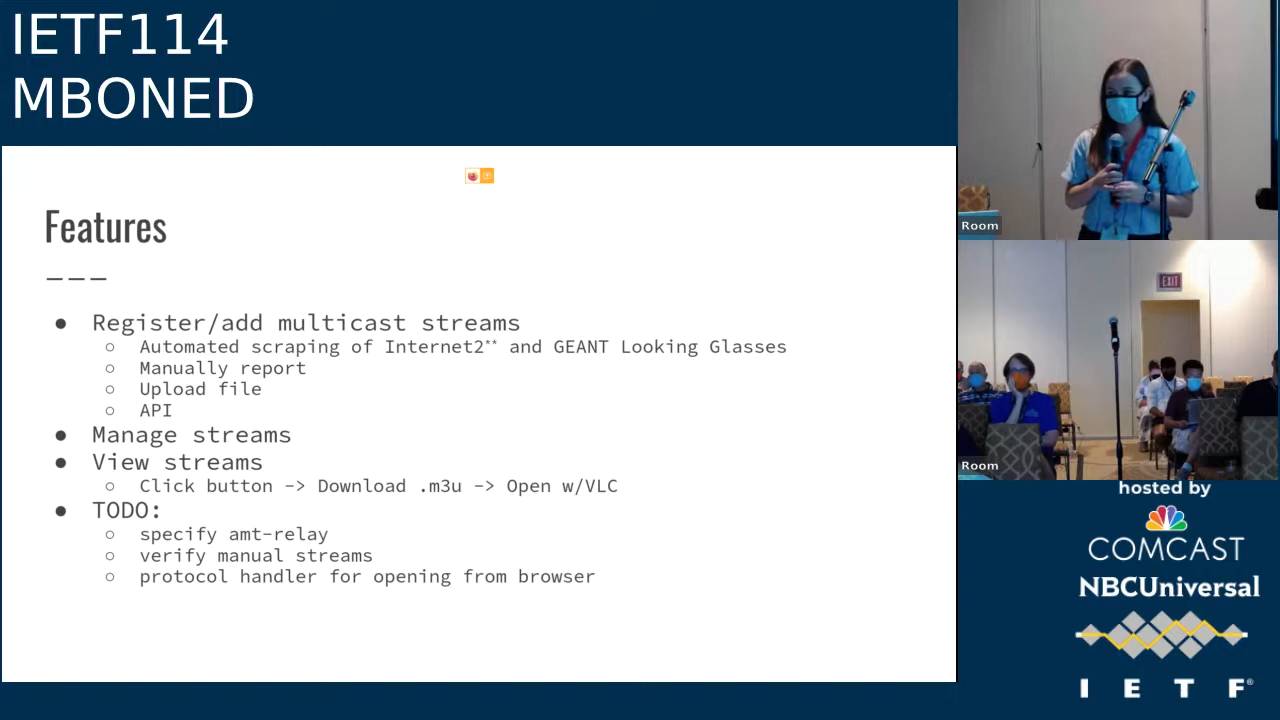 IETF114
MBONED
Features
———
● Register/add multicast streams
○ Automated scraping of Internet2** and GEANT Looking Glasses
○ Manually report
○ Upload file
○ API
● Manage streams
● View streams
○ Click button -> Download .m3u -> Open w/VLC
● TODO:
○ specify amt-relay
○ verify manual streams
○ protocol handler for opening from browser
Room
EXIT
Room
hosted by
COMCAST
NBCUniversal
I E T F®